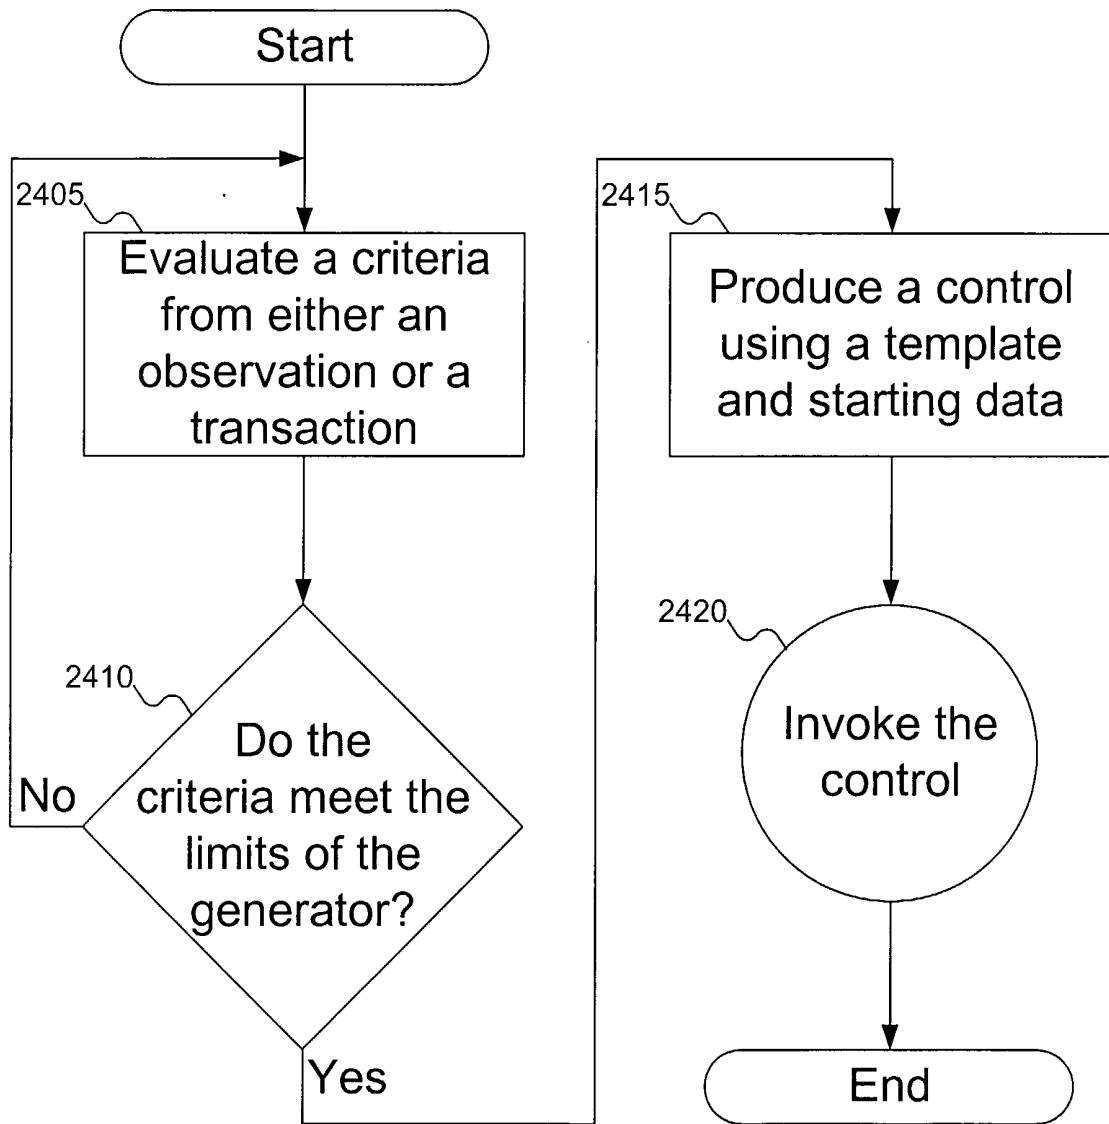 Start
2405
Evaluate a criteria
from either an
observation or a
transaction
2410
Do the
criteria meet the
limits of the
generator?
No
Yes
2415
Produce a control
using a template
and starting data
2420
Invoke the
control
End